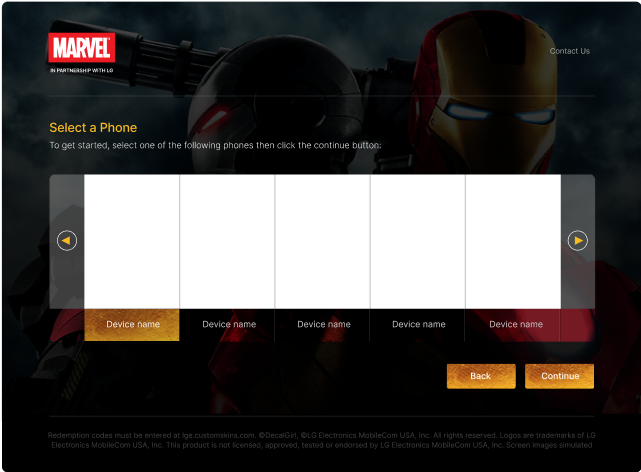 MARVEL
IN PARTNERSHIP WITH LG
Contact Us
Select a Phone
To get started, select one of the following phones then click the continue button:
Device name Device name Device name Device name Device name
Back Continue
Redemption codes must be entered at lge.customskins.com. ©DecalGirl, ©LG Electronics MobileCom USA, Inc. All rights reserved. Logos are trademarks of LG
Electronics MobileCom USA, Inc. This product is not licensed, approved, tested or endorsed by LG Electronics MobileCom USA, Inc. Screen images simulated